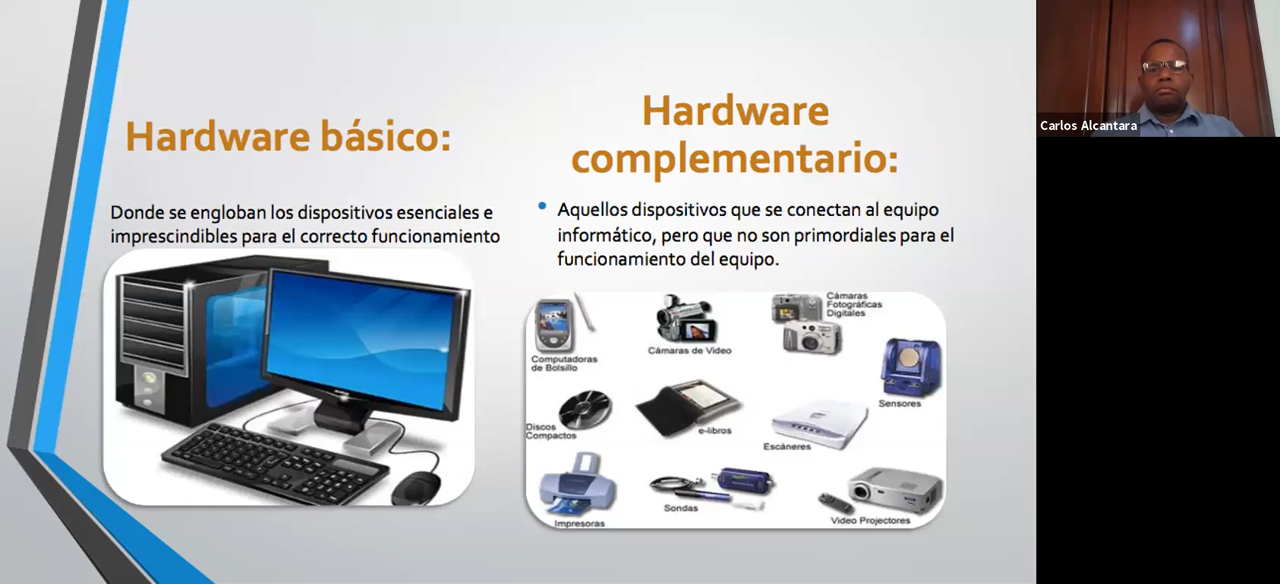 Hardware básico:
Donde se engloban los dispositivos esenciales e
imprescindibles para el correcto funcionamiento
Hardware
complementario:
Aquellos dispositivos que se conectan al equipo
informático, pero que no son primordiales para el
funcionamiento del equipo.
Computadoras
de Bolsillo
Cámaras de Video
Cámaras
Fotográficas
Digitales
Sensores
Discos
Compactos
e-libros
Escáneres
Impresoras
Sondas
Video Projectores
Carlos Alcantara